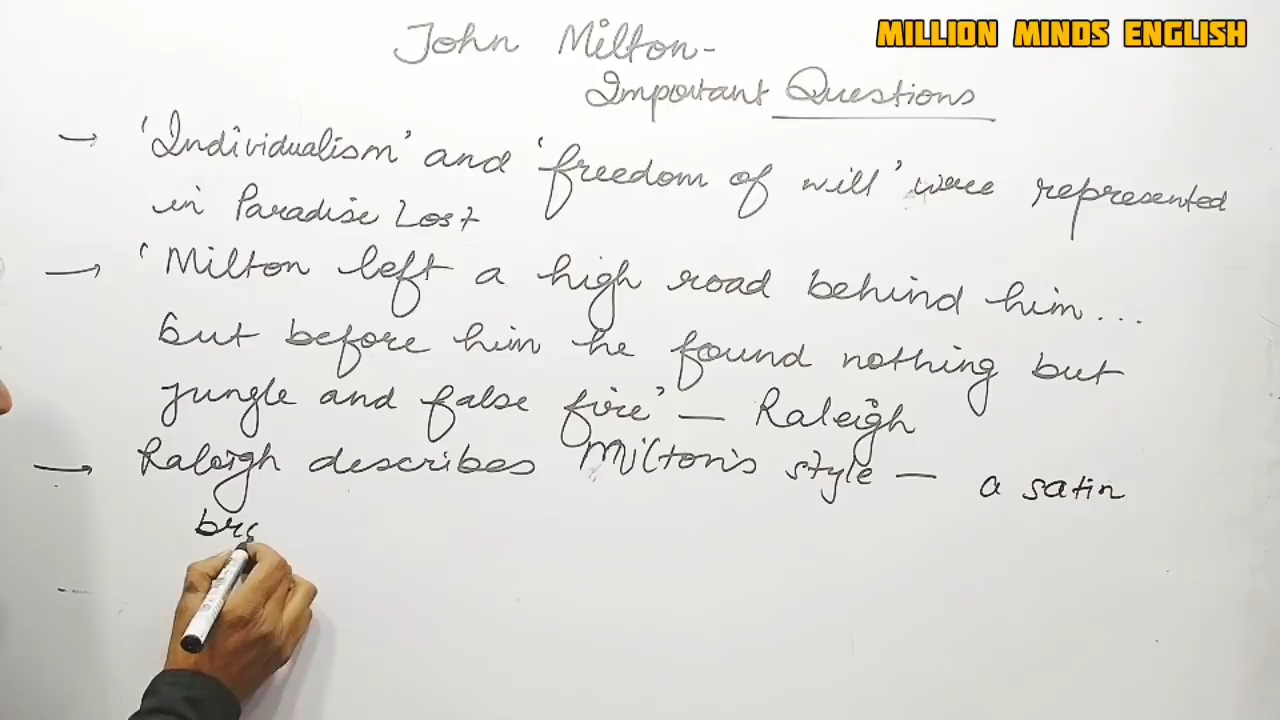 John Milton-
MILLION MINDS ENGLISH
Important Questions
→ 'Individualism' and 'freedom of will' were represented
in Paradise Lost
→ 'Milton left a high road behind him...
but before him he found nothing but
jungle and false fire' — Raleigh
→ Raleigh describes Milton's style — a satin